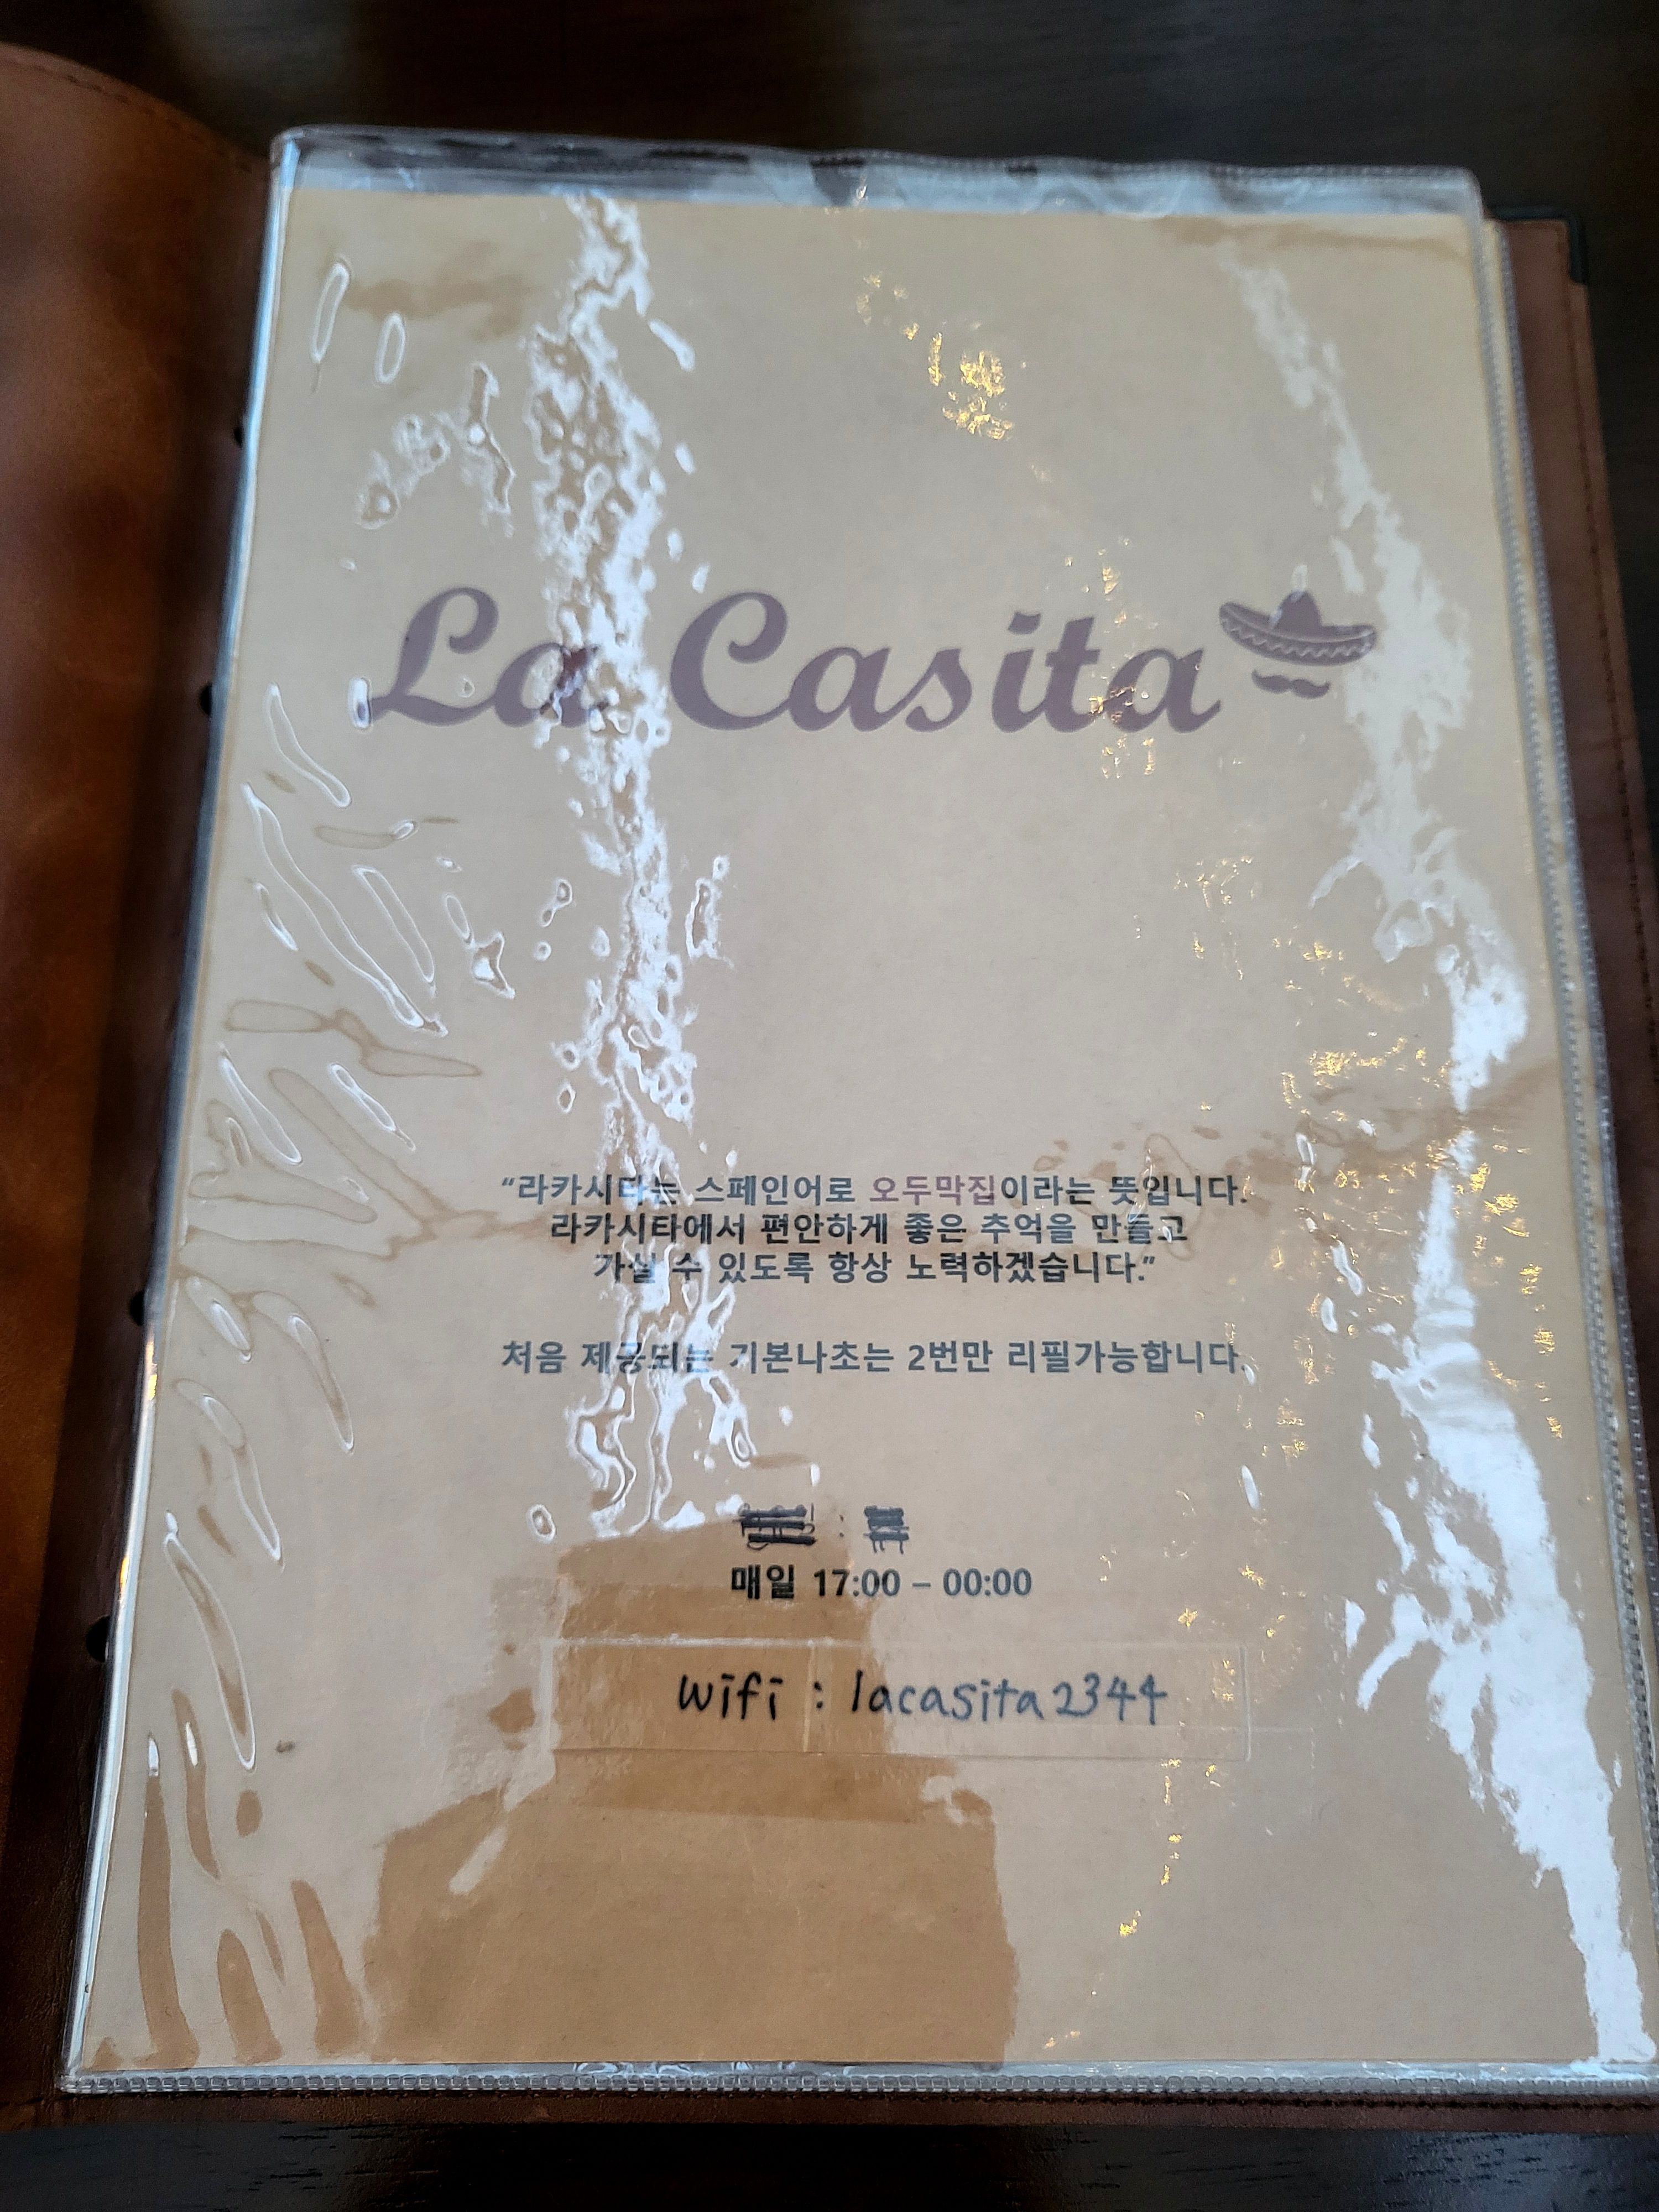 La Casita
“라카시타는 스페인어로 오두막집이라는 뜻입니다.
라카시타에서 편안하게 좋은 추억을 만들고
가실 수 있도록 항상 노력하겠습니다.”
처음 제공되는 기본나초는 2번만 리필가능합니다.
:
매일 17:00 – 00:00
wifi : lacasita2344